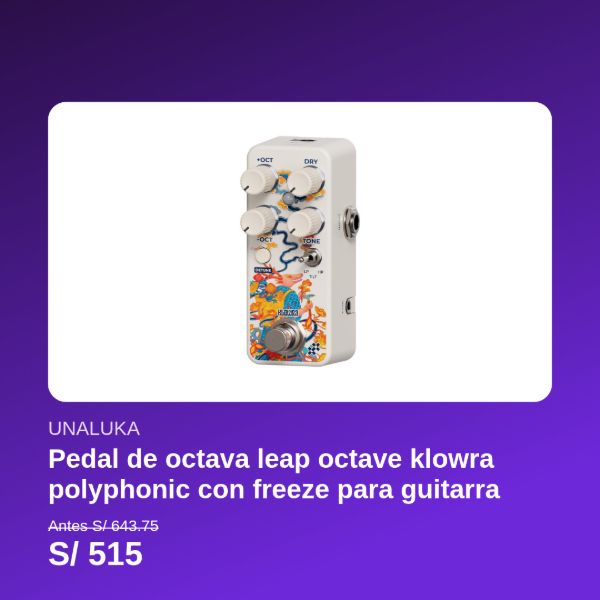 +OCT DRY
-OCT TONE
DETUNE
UNALUKA
Pedal de octava leap octave klowra
polyphonic con freeze para guitarra
Antes S/ 643.75
S/ 515